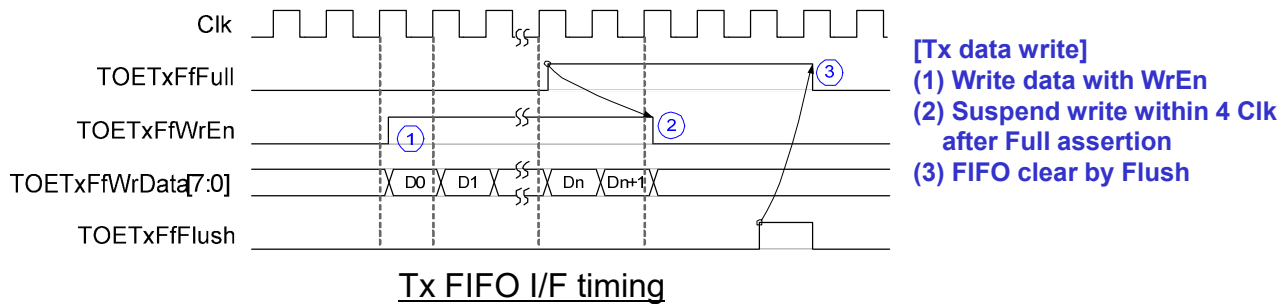 Clk
TOETxFfFull
3
TOETxFfWrEn
1
2
TOETxFfWrData[7:0]
D0 D1 Dn Dn+1
TOETxFfFlush
Tx FIFO I/F timing
[Tx data write]
(1) Write data with WrEn
(2) Suspend write within 4 Clk
after Full assertion
(3) FIFO clear by Flush